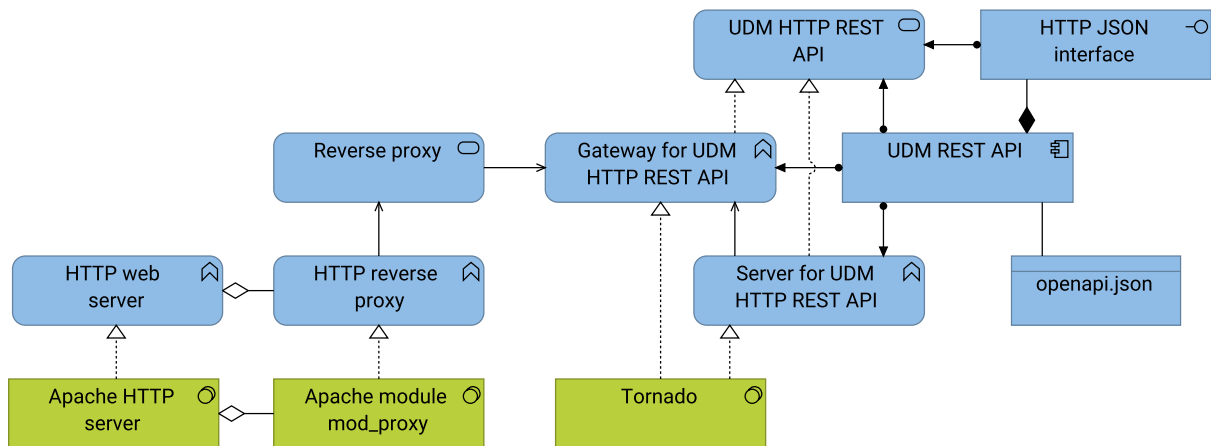 UDM HTTP REST
API
HTTP JSON
interface
Reverse proxy
Gateway for UDM
HTTP REST API
UDM REST API
HTTP web
server
HTTP reverse
proxy
Server for UDM
HTTP REST API
openapi.json
Apache HTTP
server
Apache module
mod_proxy
Tornado